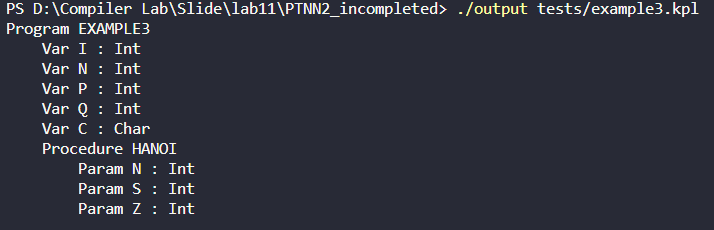 PS D:\Compiler Lab\Slide\lab11\PTNN2_incompleted> ./output tests/example3.kpl
Program EXAMPLE3
    Var I : Int
    Var N : Int
    Var P : Int
    Var Q : Int
    Var C : Char
    Procedure HANOI
        Param N : Int
        Param S : Int
        Param Z : Int